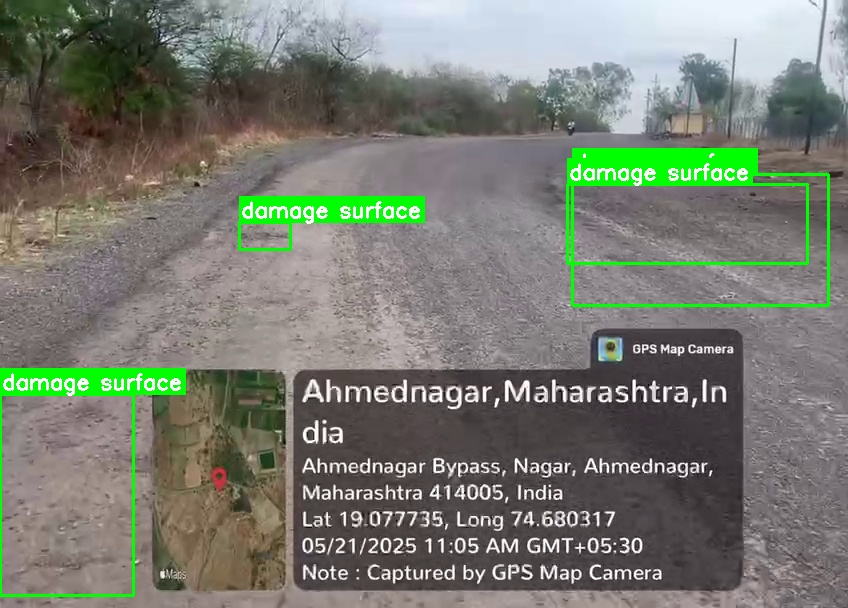 damage surface
damage surface
damage surface
GPS Map Camera
Ahmednagar,Maharashtra,In
dia
Ahmednagar Bypass, Nagar, Ahmednagar,
Maharashtra 414005, India
Lat 19.077735, Long 74.680317
05/21/2025 11:05 AM GMT+05:30
Note : Captured by GPS Map Camera
Maps